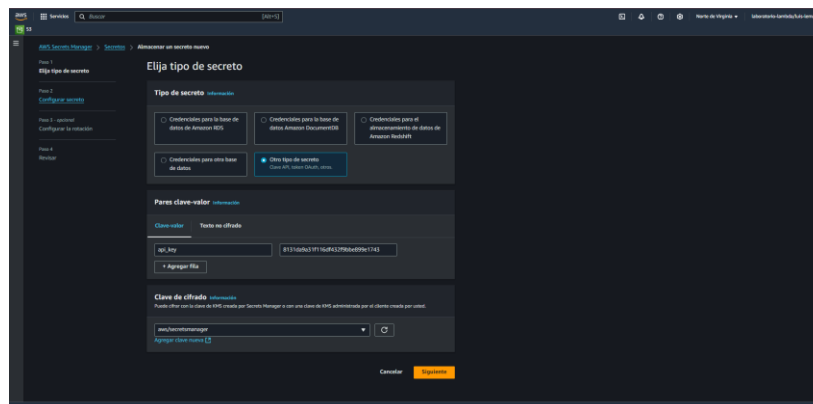 aws
Servicios
Buscar
[Alt+S]
Norte de Virginia
S3
AWS Secrets Manager > Secretos > Almacenar un secreto nuevo
Paso 1
Elija tipo de secreto
Paso 2
Configurar secreto
Paso 3 - opcional
Configurar la rotación
Paso 4
Revisar
Elija tipo de secreto
Tipo de secreto Información
Credenciales para la base de
datos de Amazon RDS
Credenciales para la base de
datos Amazon DocumentDB
Credenciales para el
almacenamiento de datos de
Amazon Redshift
Credenciales para otro base
de datos
Otro tipo de secreto
Clave API, token OAuth, otros.
Pares clave-valor Información
Clave-valor
Texto no cifrado
api_key
+ Agregar fila
Clave de cifrado Información
Puede cifrar con la clave de KMS creada por Secrets Manager o con una clave de KMS administrada por el cliente creada por usted.
aws/secretsmanager
Agregar clave nueva
Cancelar
Siguiente